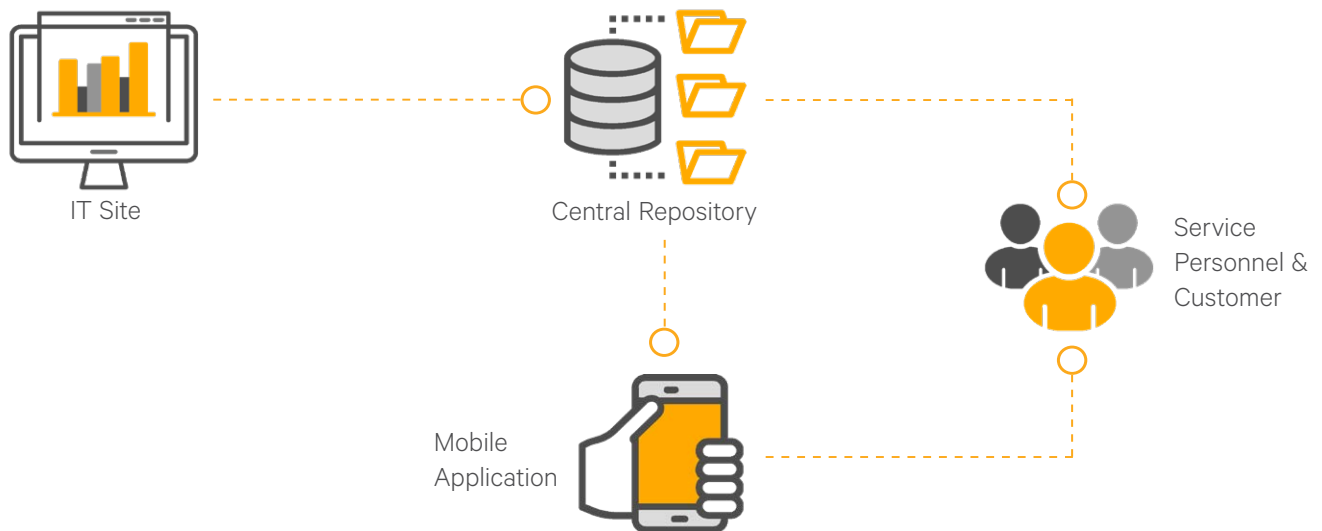 IT Site
Central Repository
Service
Personnel &
Customer
Mobile
Application